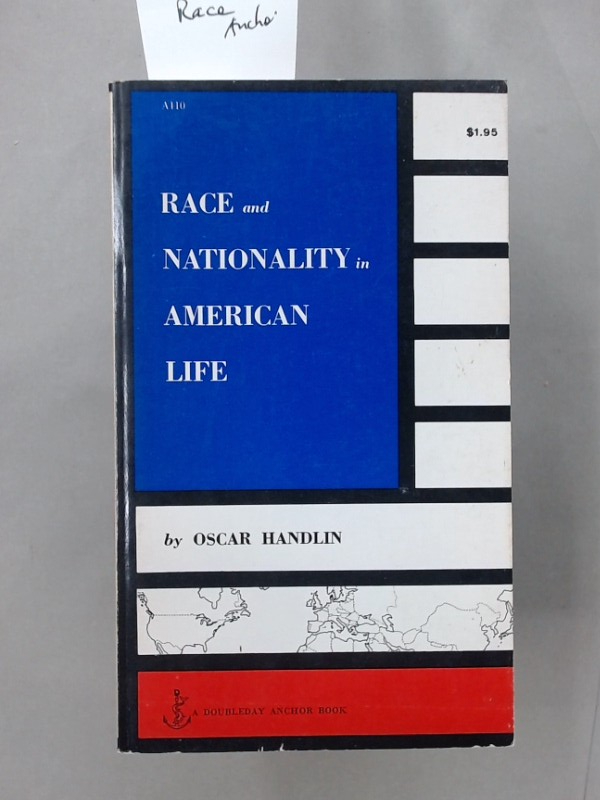 Race
Ancho
A110
$1.95
RACE and
NATIONALITY in
AMERICAN
LIFE
by OSCAR HANDLIN
A DOUBLEDAY ANCHOR BOOK